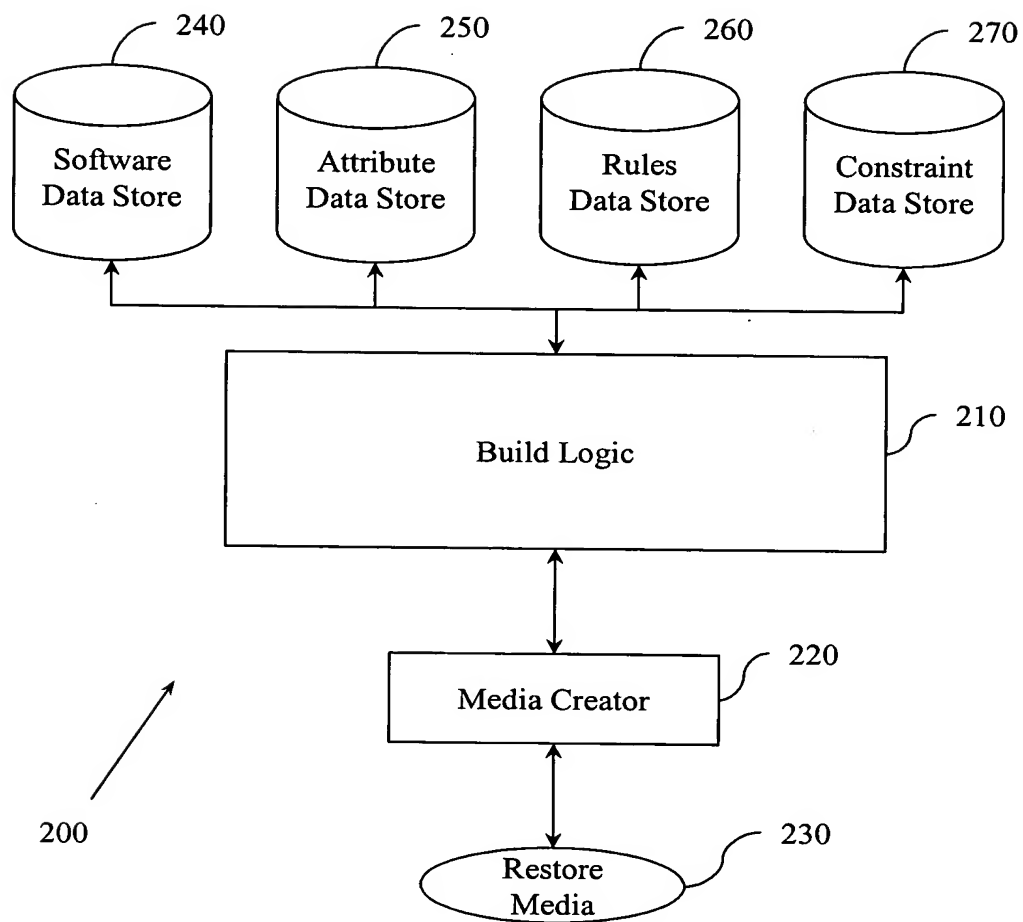 240
250
260
270
Software
Data Store
Attribute
Data Store
Rules
Data Store
Constraint
Data Store
210
Build Logic
220
Media Creator
200
230
Restore
Media